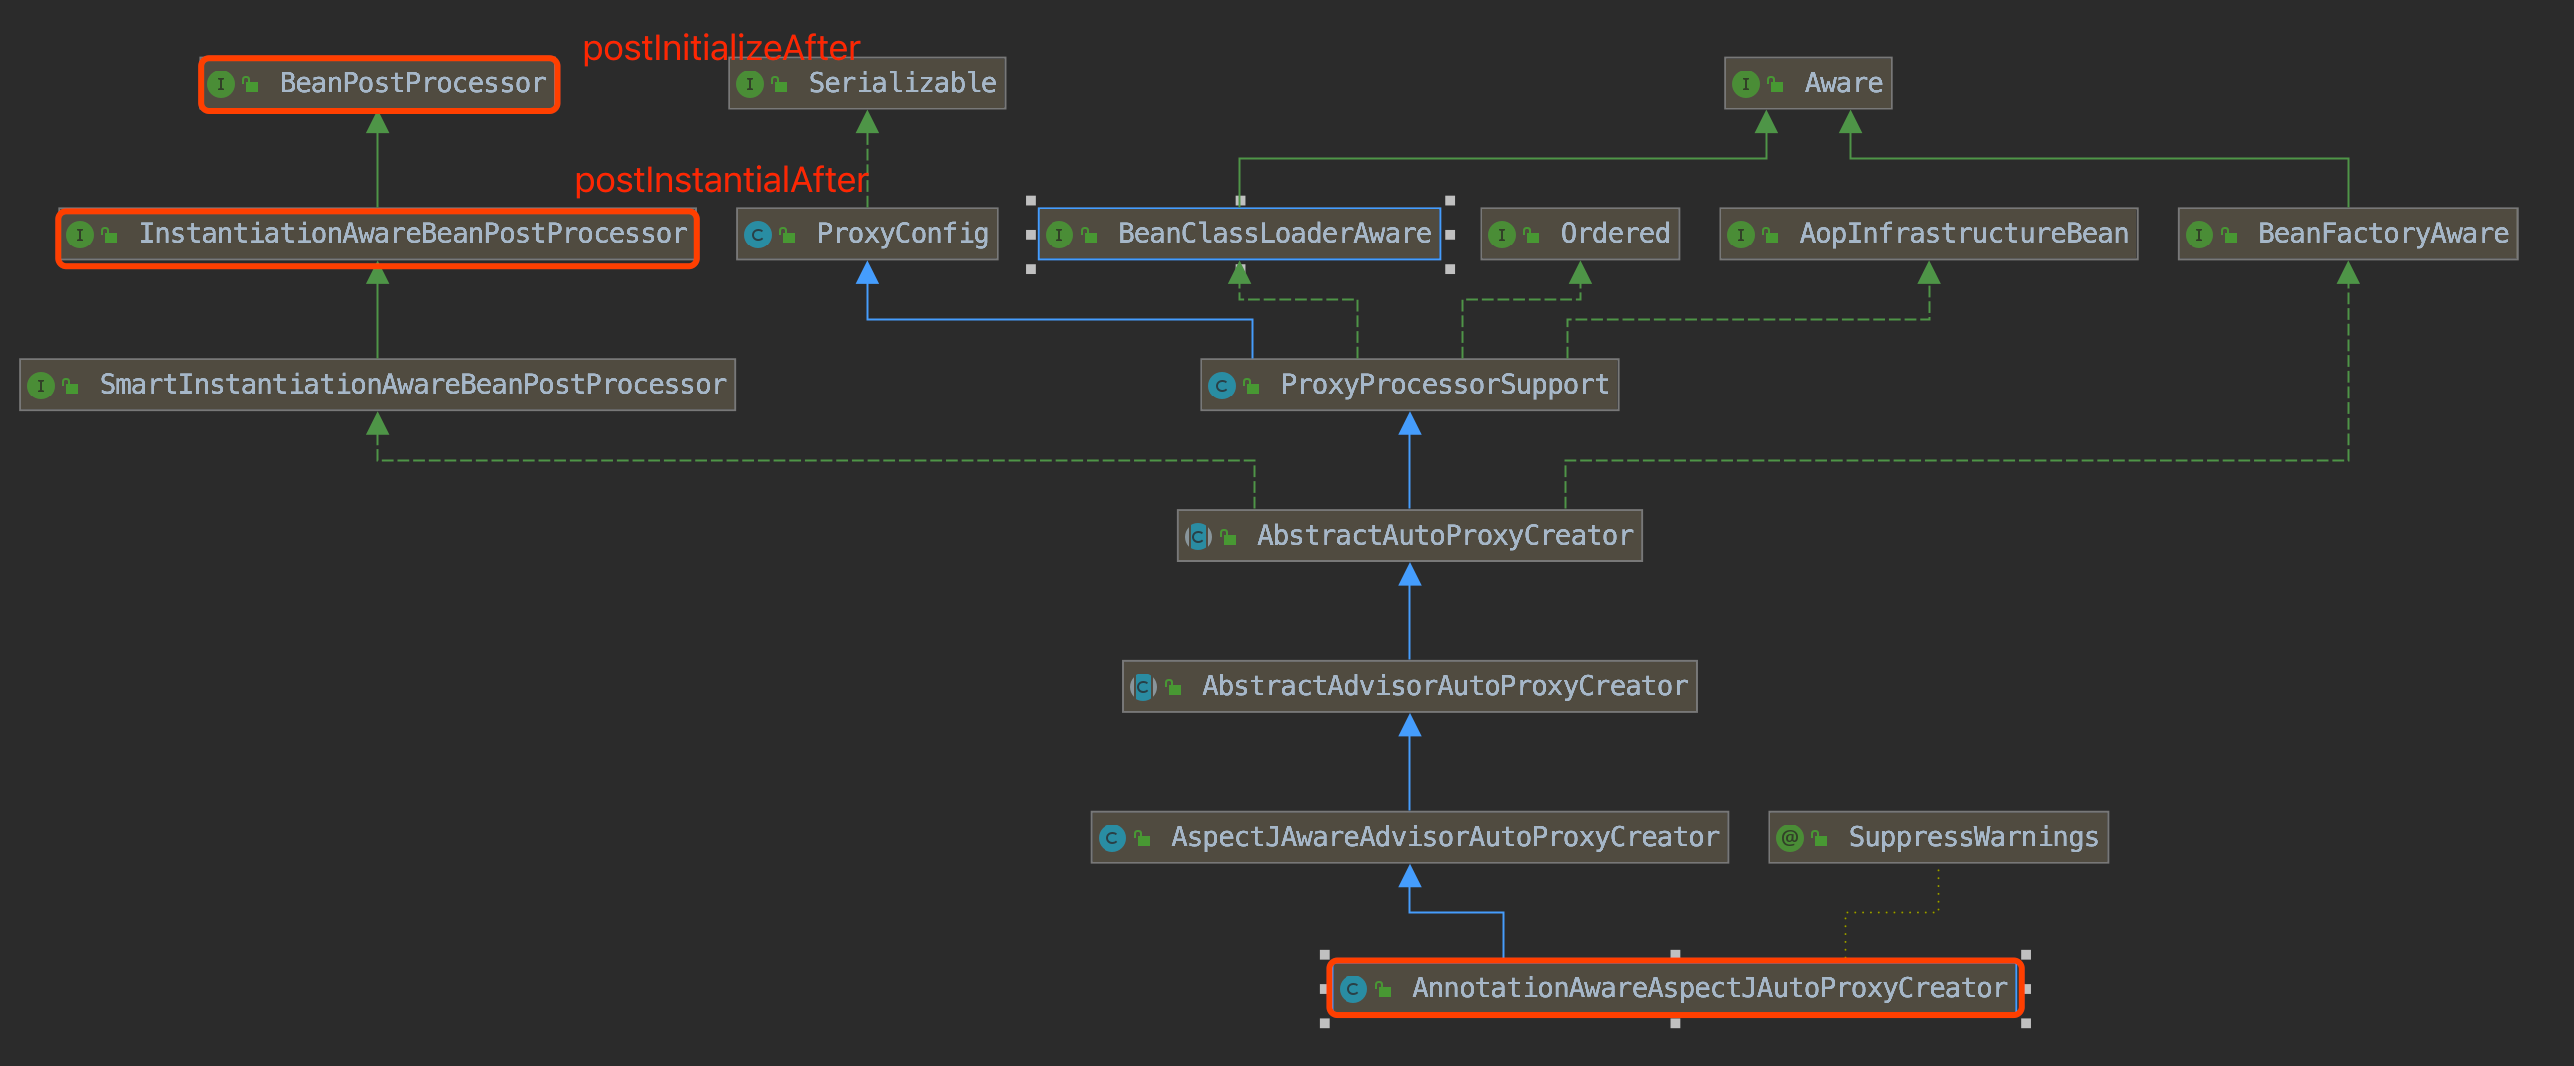 postInitializeAfter
BeanPostProcessor
Serializable
Aware
postInstantialAfter
InstantiationAwareBeanPostProcessor
ProxyConfig
BeanClassLoaderAware
Ordered
AopInfrastructureBean
BeanFactoryAware
SmartInstantiationAwareBeanPostProcessor
ProxyProcessorSupport
AbstractAutoProxyCreator
AbstractAdvisorAutoProxyCreator
AspectJAwareAdvisorAutoProxyCreator
SuppressWarnings
AnnotationAwareAspectJAutoProxyCreator